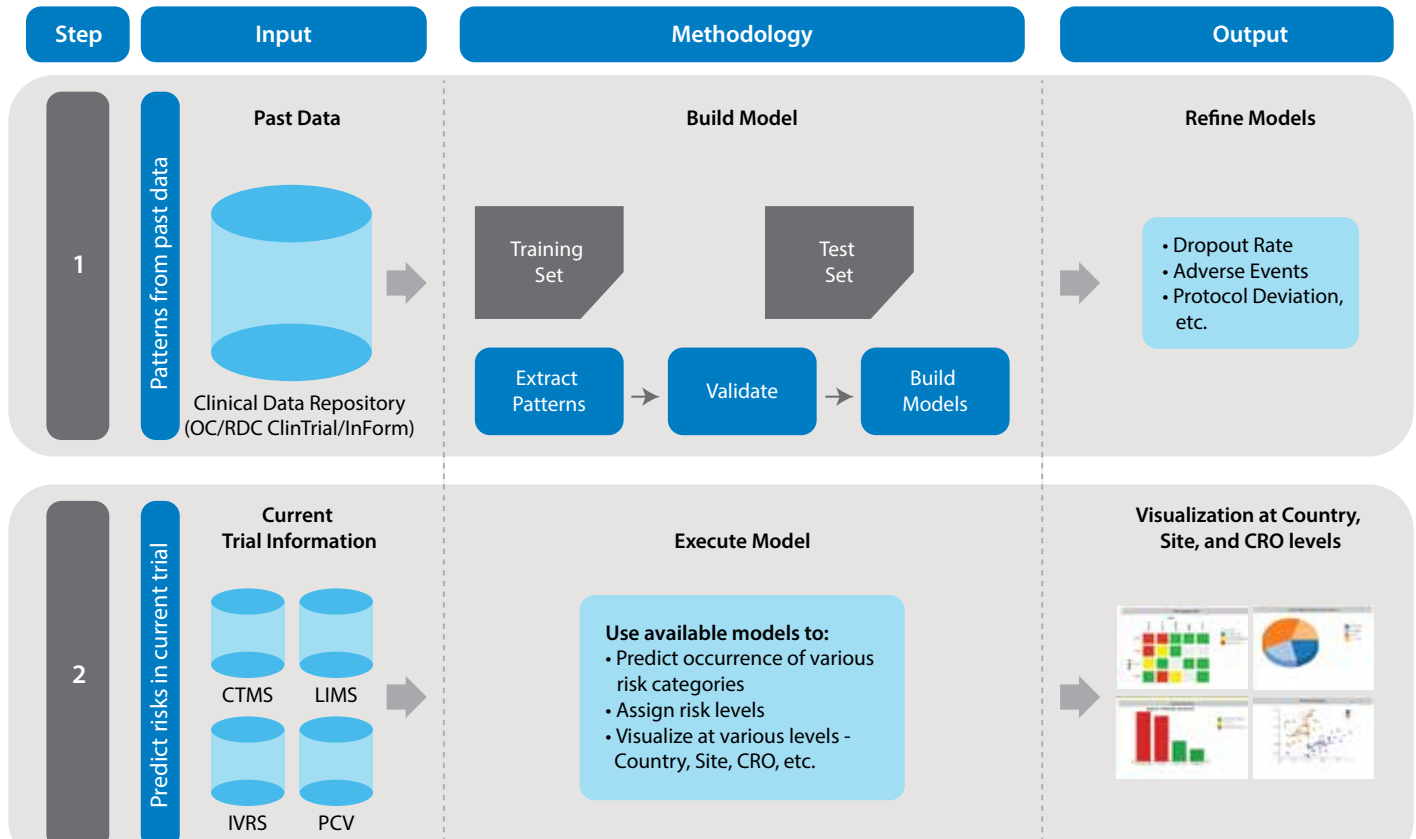 Step
Input
Methodology
Output
1
Patterns from past data
Past Data
Clinical Data Repository
(OC/RDC ClinTrial/InForm)
Build Model
Training
Set
Test
Set
Extract
Patterns
Validate
Build
Models
Refine Models
• Dropout Rate
• Adverse Events
• Protocol Deviation,
etc.
2
Predict risks in current trial
Current
Trial Information
CTMS
LIMS
IVRS
PCV
Execute Model
Use available models to:
• Predict occurrence of various
risk categories
• Assign risk levels
• Visualize at various levels -
Country, Site, CRO, etc.
Visualization at Country,
Site, and CRO levels